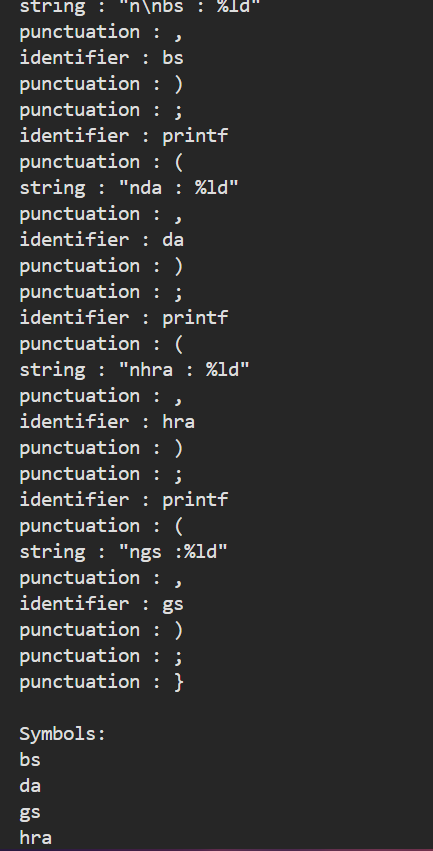 string : "n\nbs : %ld"
punctuation : ,
identifier : bs
punctuation : )
punctuation : ;
identifier : printf
punctuation : (
string : "nda : %ld"
punctuation : ,
identifier : da
punctuation : )
punctuation : ;
identifier : printf
punctuation : (
string : "nhra : %ld"
punctuation : ,
identifier : hra
punctuation : )
punctuation : ;
identifier : printf
punctuation : (
string : "ngs :%ld"
punctuation : ,
identifier : gs
punctuation : )
punctuation : ;
punctuation : }

Symbols:
bs
da
gs
hra